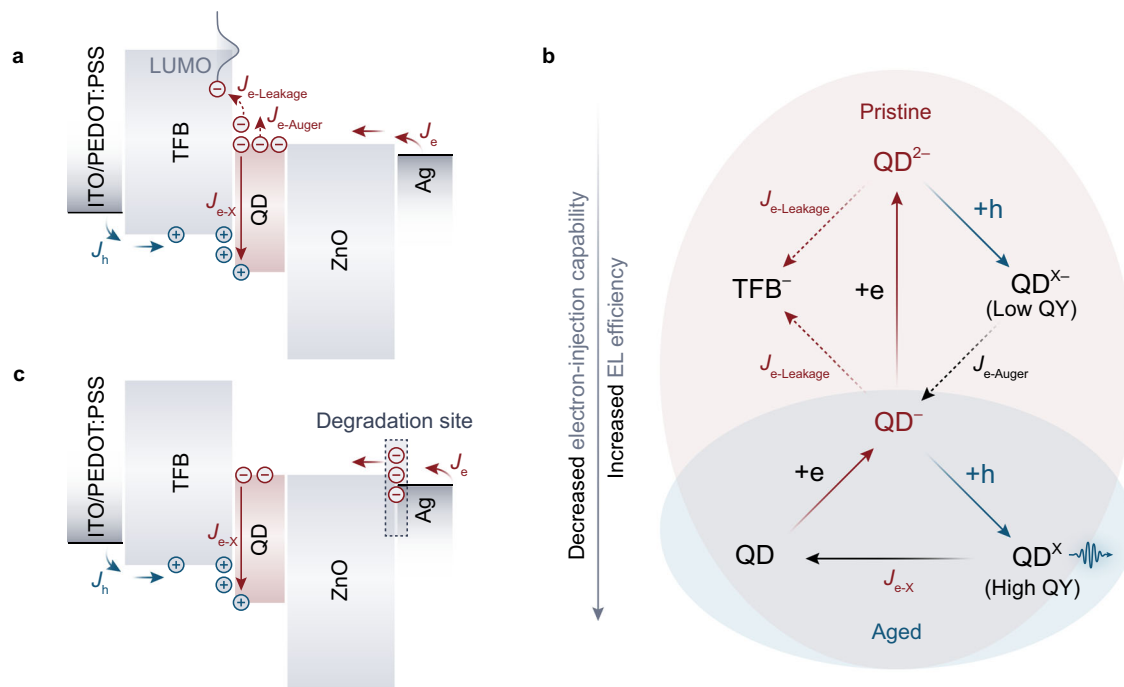 a
ITO/PEDOT:PSS
LUMO
TFB
J e-Leakage
J e-Auger
J e
J e-X
QD
Ag
J h
ZnO
b
Decreased electron-injection capability
Increased EL efficiency
Pristine
QD2−
J e-Leakage
+h
TFB−
+e
QDX−
(Low QY)
J e-Leakage
J e-Auger
QD−
+e
+h
QD
QDX
J e-X
(High QY)
Aged
c
ITO/PEDOT:PSS
TFB
Degradation site
J e
J e-X
QD
Ag
J h
ZnO